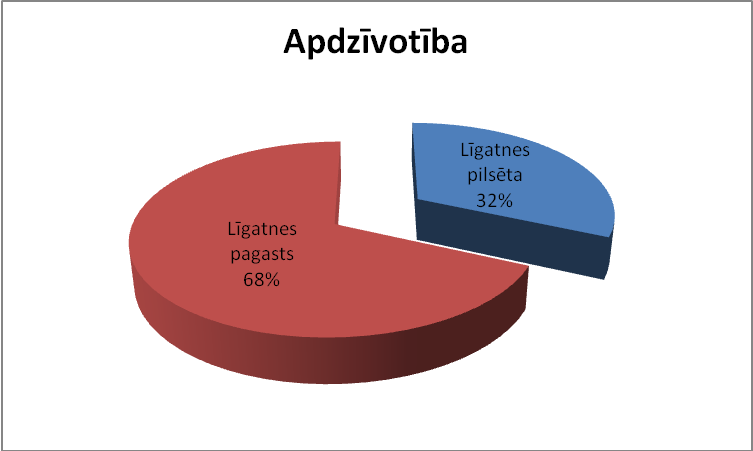 Apdzīvotība
Līgatnes
pilsēta
32%
Līgatnes
pagasts
68%